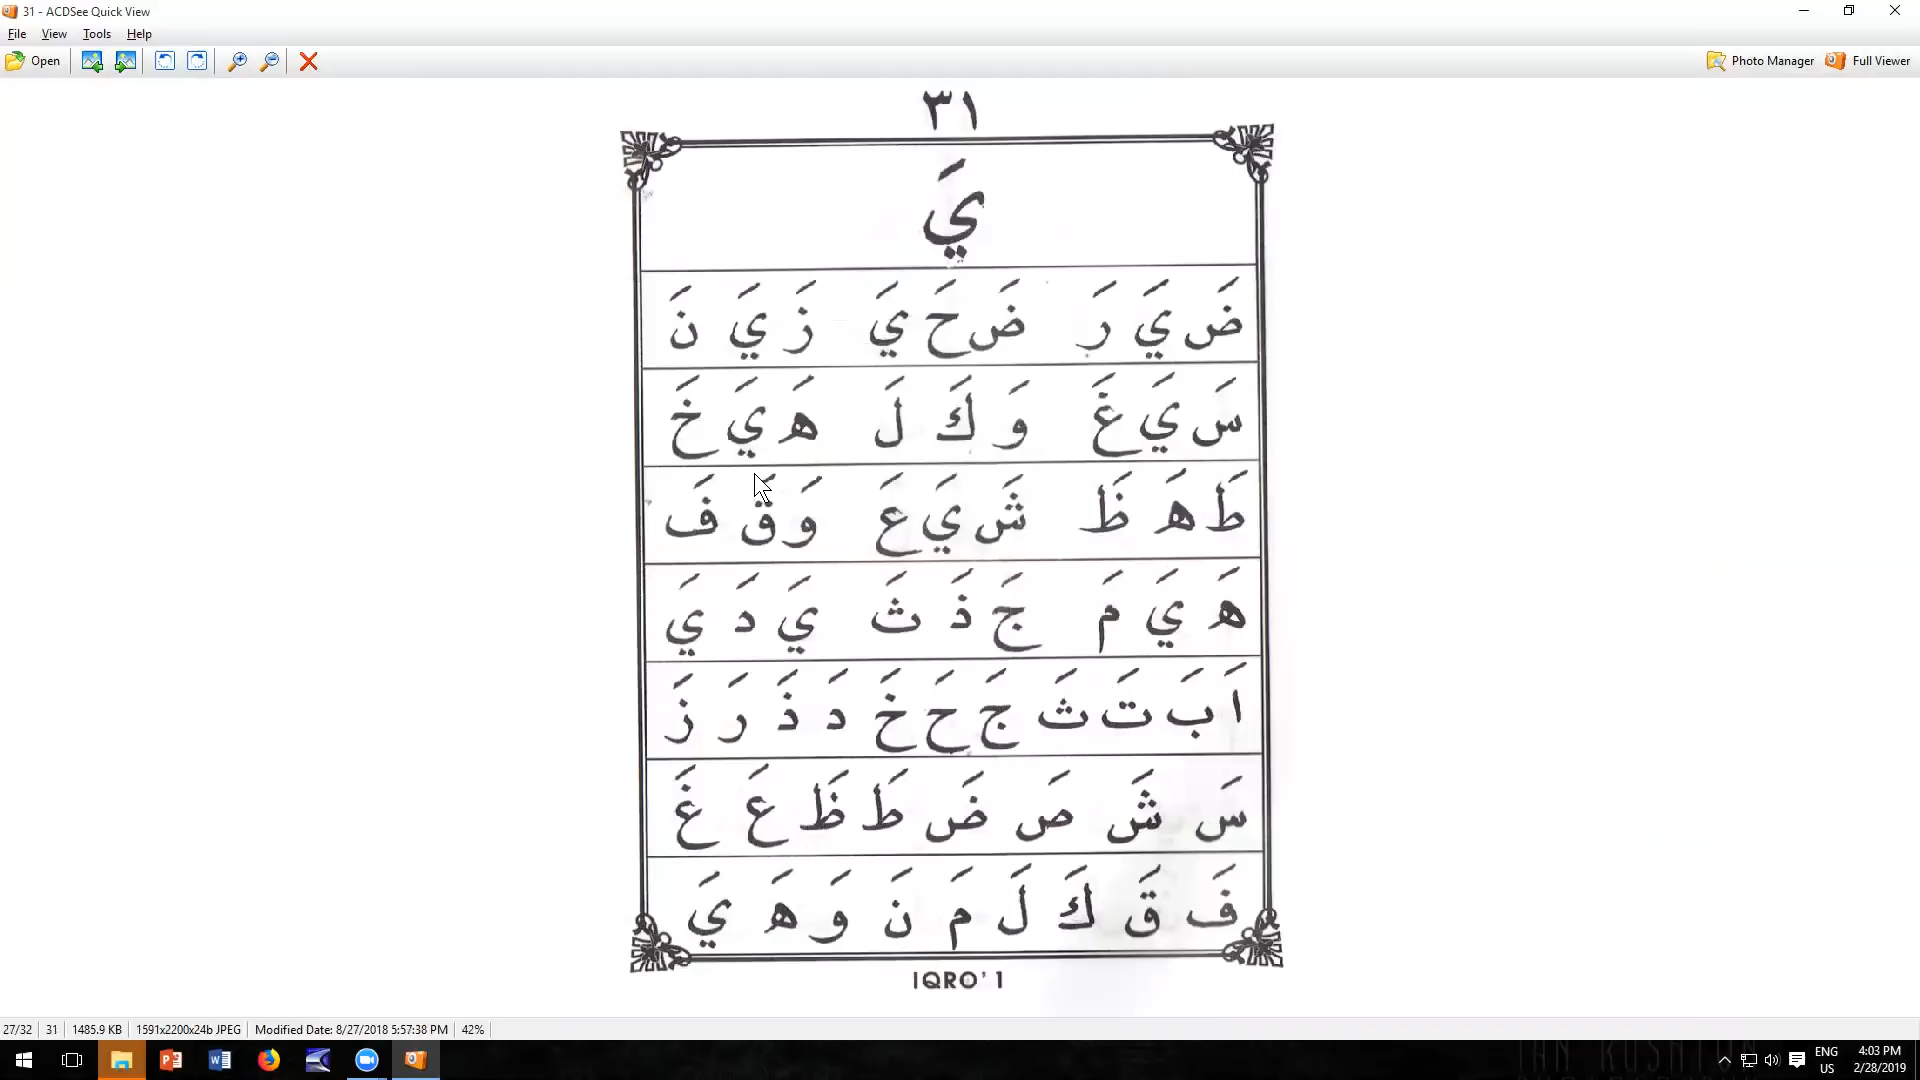 31 - ACDSee Quick View
File View Tools Help
Open Photo Manager Full Viewer
٣١
يَ
ضَ يَ رَ ضَ حَ يَ زَ يَ نَ
سَ يَ غَ وَ كَ لَ هَ يَ خَ
طَ هَ ظَ شَ يَ عَ وَ قَ فَ
هَ يَ مَ جَ ذَ ثَ يَ دَ يَ
اَ بَ تَ ثَ جَ حَ خَ دَ ذَ رَ زَ
سَ شَ صَ ضَ طَ ظَ عَ غَ
فَ قَ كَ لَ مَ نَ وَ هَ يَ
IQRO' 1
27/32 31 1485.9 KB 1591x2200x24b JPEG Modified Date: 8/27/2018 5:57:38 PM 42%
ENG 4:03 PM
US 2/28/2019